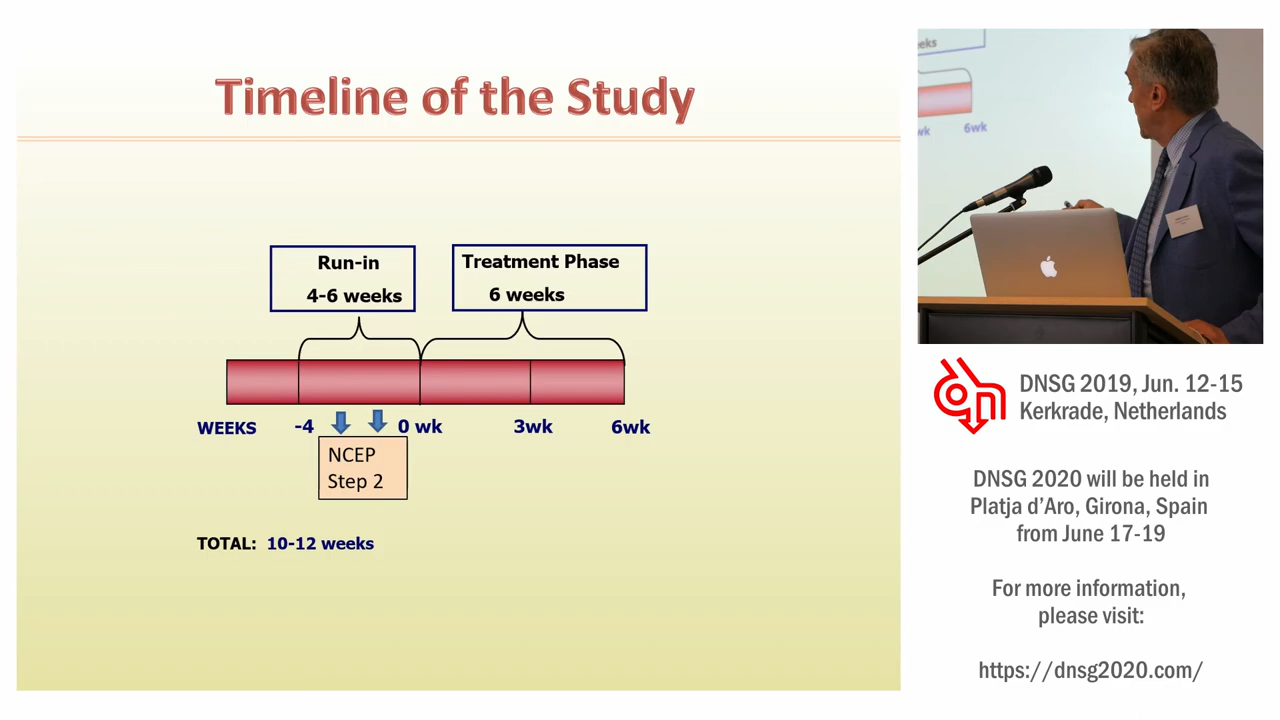 Timeline of the Study
Run-in
4-6 weeks
Treatment Phase
6 weeks
WEEKS
-4
0 wk
3wk
6wk
NCEP
Step 2
TOTAL: 10-12 weeks
6wk
DNSG 2019, Jun. 12-15
Kerkrade, Netherlands
DNSG 2020 will be held in
Platja d’Aro, Girona, Spain
from June 17-19
For more information,
please visit:
https://dnsg2020.com/